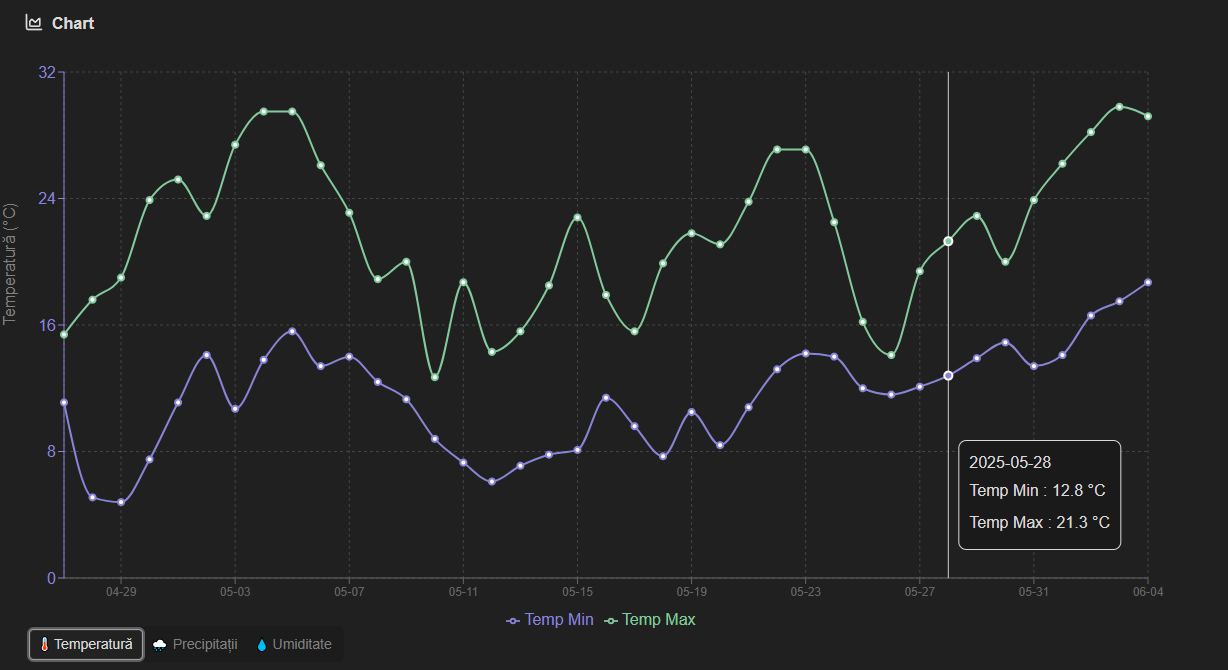 Chart
32
24
16
8
0
Temperatură (°C)
04-29 05-03 05-07 05-11 05-15 05-19 05-23 05-27 05-31 06-04
2025-05-28
Temp Min : 12.8 °C
Temp Max : 21.3 °C
Temp Min Temp Max
Temperatură Precipitații Umiditate